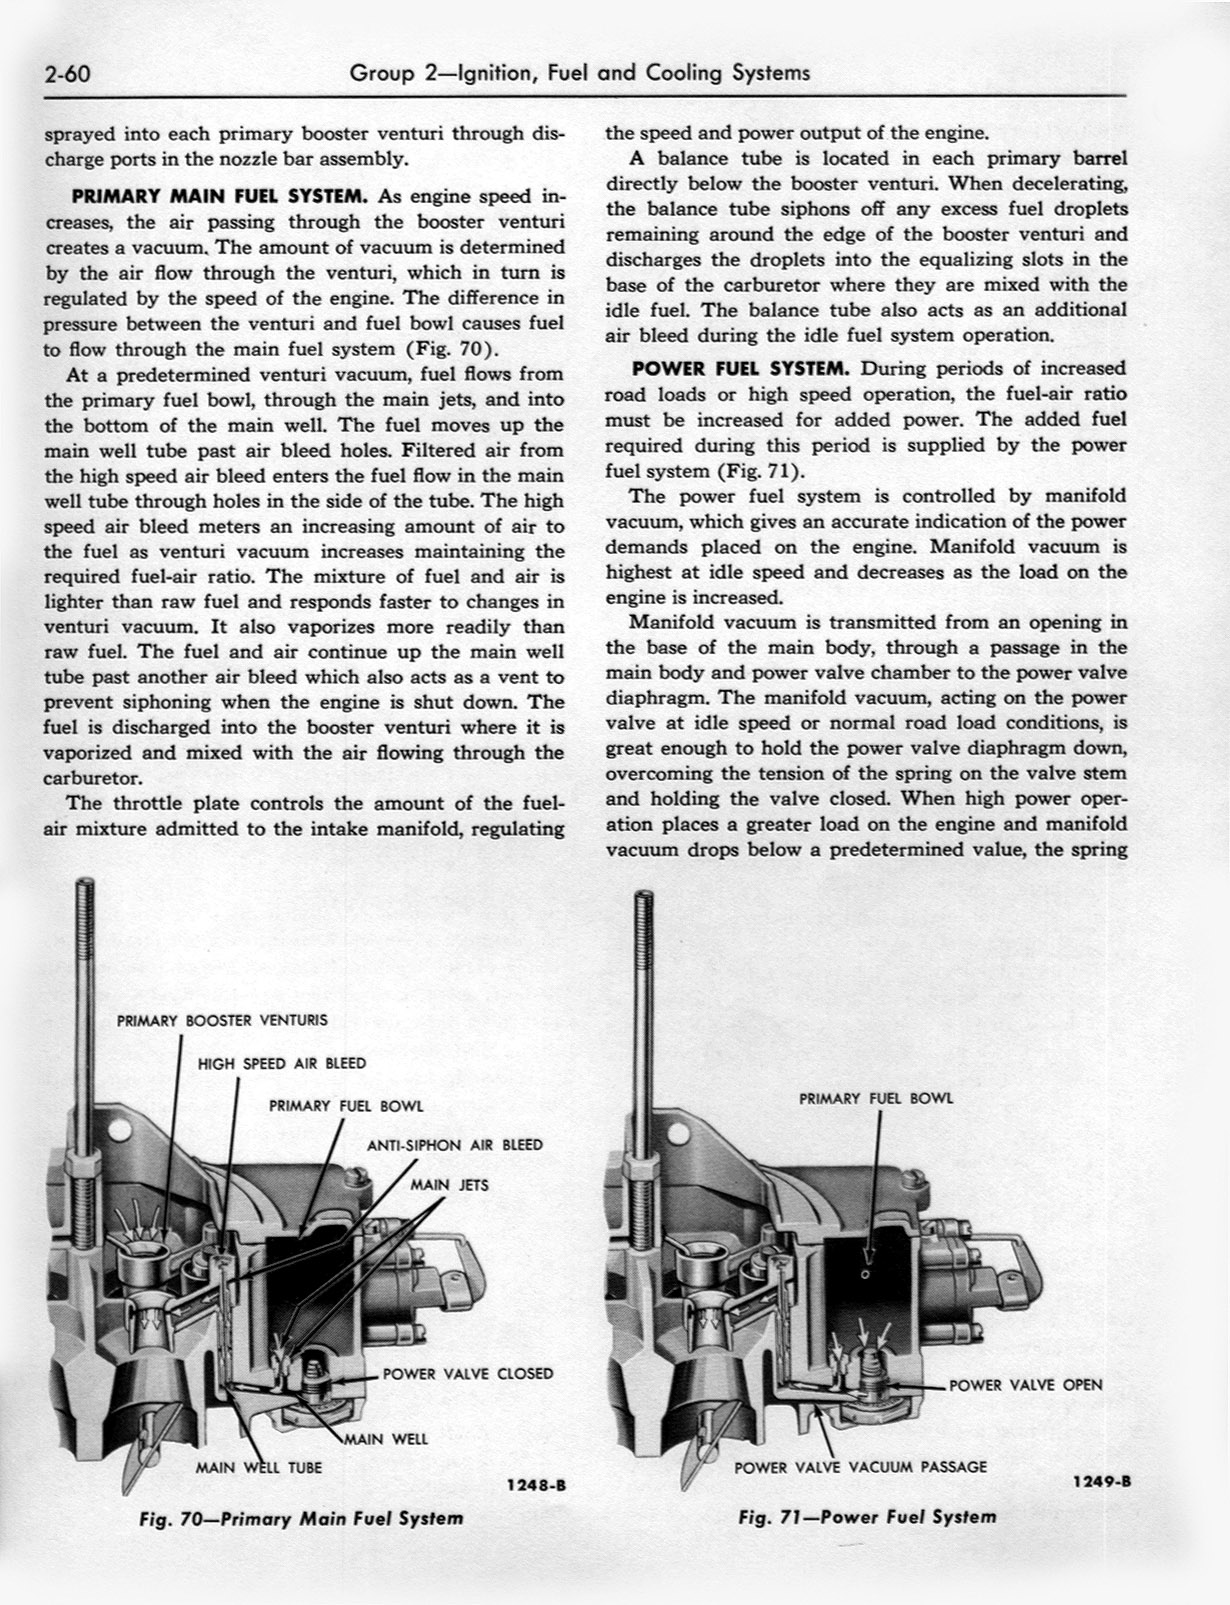 2-60
Group 2—Ignition, Fuel and Cooling Systems
sprayed into each primary booster venturi through dis-
charge ports in the nozzle bar assembly.
PRIMARY MAIN FUEL SYSTEM. As engine speed in-
creases, the air passing through the booster venturi
creates a vacuum. The amount of vacuum is determined
by the air flow through the venturi, which in turn is
regulated by the speed of the engine. The difference in
pressure between the venturi and fuel bowl causes fuel
to flow through the main fuel system (Fig. 70).
At a predetermined venturi vacuum, fuel flows from
the primary fuel bowl, through the main jets, and into
the bottom of the main well. The fuel moves up the
main well tube past air bleed holes. Filtered air from
the high speed air bleed enters the fuel flow in the main
well tube through holes in the side of the tube. The high
speed air bleed meters an increasing amount of air to
the fuel as venturi vacuum increases maintaining the
required fuel-air ratio. The mixture of fuel and air is
lighter than raw fuel and responds faster to changes in
venturi vacuum. It also vaporizes more readily than
raw fuel. The fuel and air continue up the main well
tube past another air bleed which also acts as a vent to
prevent siphoning when the engine is shut down. The
fuel is discharged into the booster venturi where it is
vaporized and mixed with the air flowing through the
carburetor.
The throttle plate controls the amount of the fuel-
air mixture admitted to the intake manifold, regulating
the speed and power output of the engine.
A balance tube is located in each primary barrel
directly below the booster venturi. When decelerating,
the balance tube siphons off any excess fuel droplets
remaining around the edge of the booster venturi and
discharges the droplets into the equalizing slots in the
base of the carburetor where they are mixed with the
idle fuel. The balance tube also acts as an additional
air bleed during the idle fuel system operation.
POWER FUEL SYSTEM. During periods of increased
road loads or high speed operation, the fuel-air ratio
must be increased for added power. The added fuel
required during this period is supplied by the power
fuel system (Fig. 71).
The power fuel system is controlled by manifold
vacuum, which gives an accurate indication of the power
demands placed on the engine. Manifold vacuum is
highest at idle speed and decreases as the load on the
engine is increased.
Manifold vacuum is transmitted from an opening in
the base of the main body, through a passage in the
main body and power valve chamber to the power valve
diaphragm. The manifold vacuum, acting on the power
valve at idle speed or normal road load conditions, is
great enough to hold the power valve diaphragm down,
overcoming the tension of the spring on the valve stem
and holding the valve closed. When high power oper-
ation places a greater load on the engine and manifold
vacuum drops below a predetermined value, the spring
PRIMARY BOOSTER VENTURIS
HIGH SPEED AIR BLEED
PRIMARY FUEL BOWL
ANTI-SIPHON AIR BLEED
MAIN JETS
POWER VALVE CLOSED
MAIN WELL
MAIN WELL TUBE
1248-B
Fig. 70—Primary Main Fuel System
PRIMARY FUEL BOWL
POWER VALVE OPEN
POWER VALVE VACUUM PASSAGE
1249-B
Fig. 71—Power Fuel System